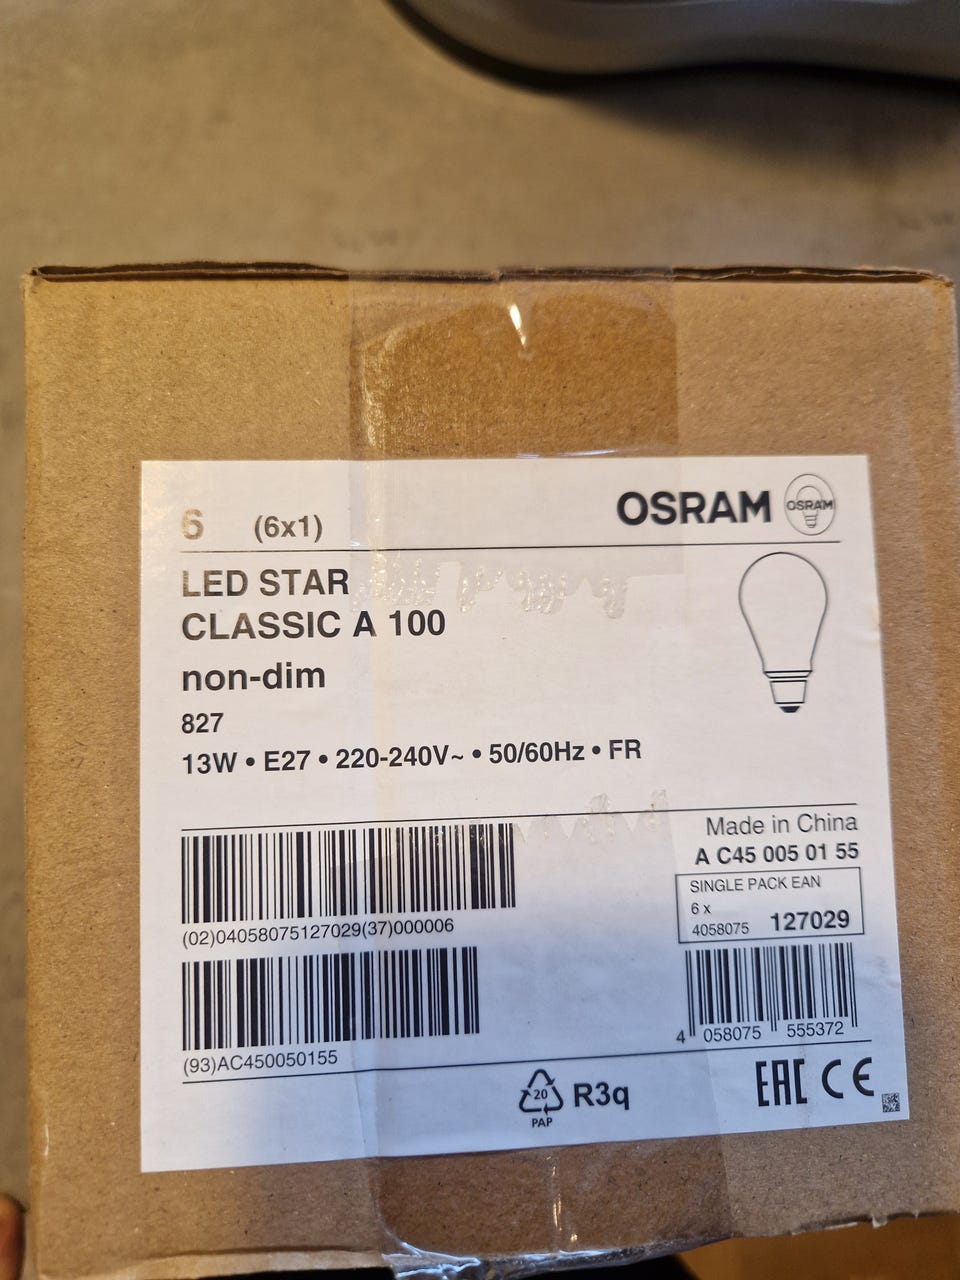 6 (6x1)
OSRAM OSRAM
LED STAR
CLASSIC A 100
non-dim
827
13W • E27 • 220-240V~ • 50/60Hz • FR
Made in China
A C45 005 01 55
SINGLE PACK EAN
6 x
4058075 127029
(02)04058075127029(37)000006
4 058075 555372
(93)AC450050155
20
PAP
R3q
EAC CE